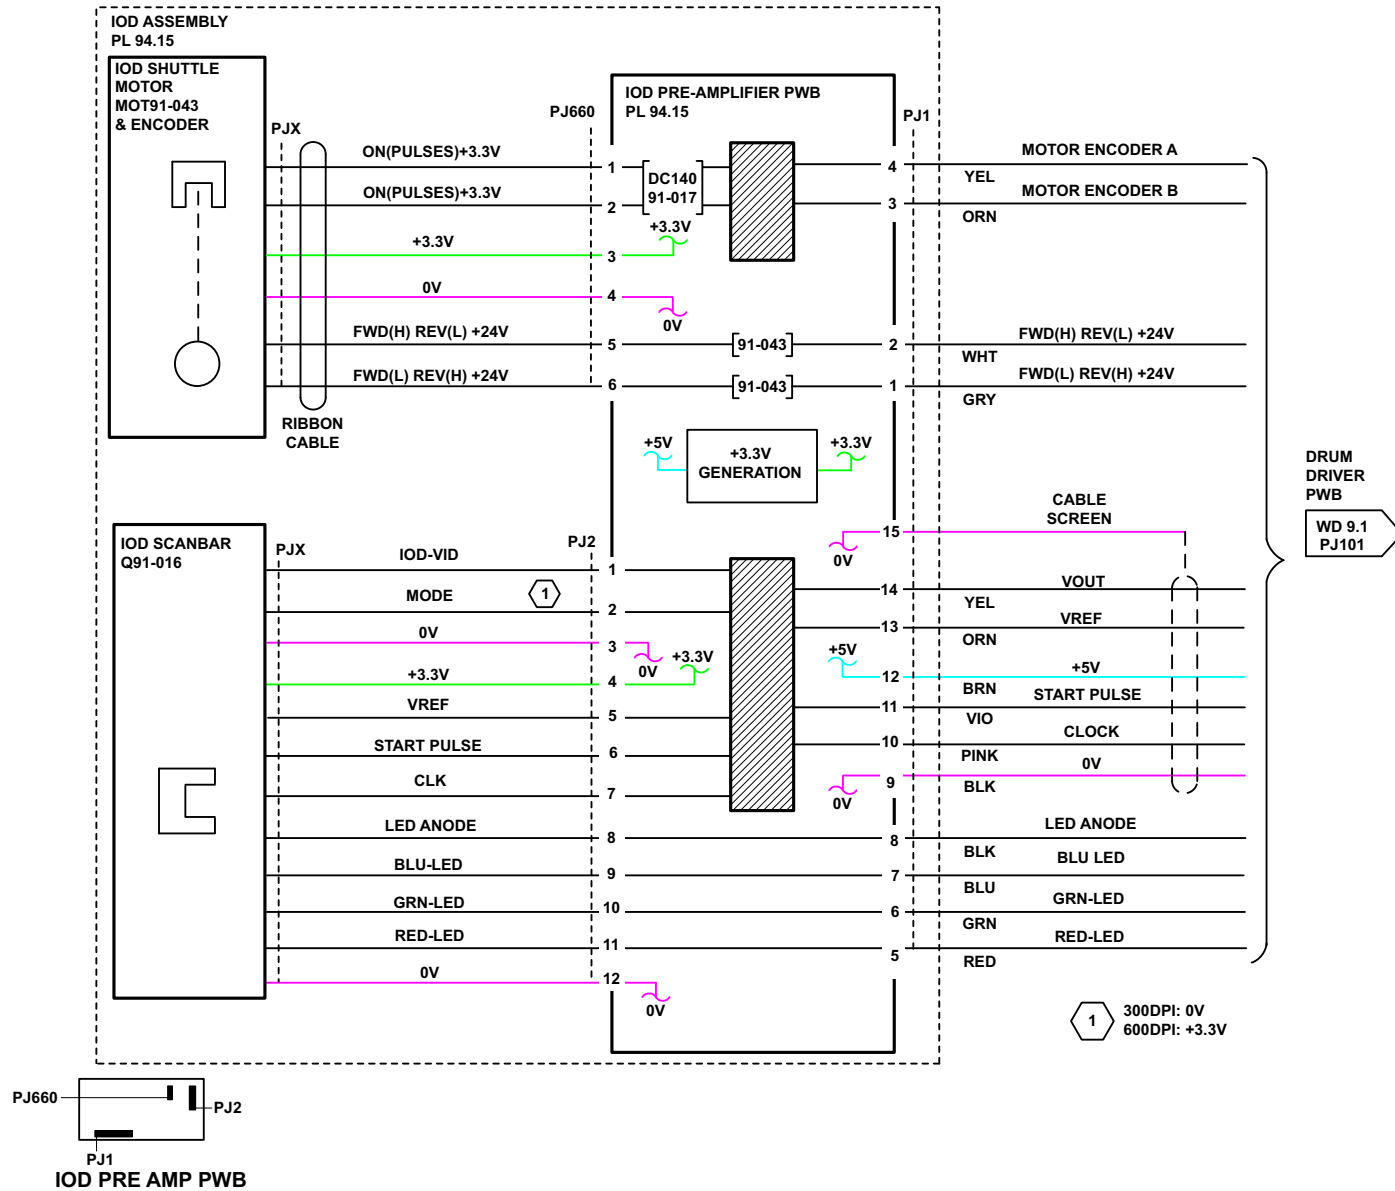 IOD ASSEMBLY
PL 94.15
IOD SHUTTLE
MOTOR
MOT91-043
& ENCODER
PJX
PJ660
IOD PRE-AMPLIFIER PWB
PL 94.15
PJ1
ON(PULSES)+3.3V
1
DC140
91-017
4
MOTOR ENCODER A
YEL
ON(PULSES)+3.3V
2
3
MOTOR ENCODER B
ORN
+3.3V
3
+3.3V
0V
4
0V
FWD(H) REV(L) +24V
5
91-043
2
FWD(H) REV(L) +24V
WHT
FWD(L) REV(H) +24V
6
91-043
1
FWD(L) REV(H) +24V
GRY
RIBBON
CABLE
+5V
+3.3V
GENERATION
+3.3V
DRUM
DRIVER
PWB
WD 9.1
PJ101
IOD SCANBAR
Q91-016
PJX
PJ2
CABLE
SCREEN
15
0V
IOD-VID
1
MODE
1
2
0V
3
0V
+3.3V
4
+3.3V
VREF
5
START PULSE
6
CLK
7
LED ANODE
8
BLU-LED
9
GRN-LED
10
RED-LED
11
0V
12
0V
14
VOUT
YEL
13
VREF
ORN
+5V
12
+5V
BRN
11
START PULSE
VIO
10
CLOCK
PINK
0V
9
0V
BLK
8
LED ANODE
BLK
7
BLU LED
BLU
6
GRN-LED
GRN
5
RED-LED
RED
1
300DPI: 0V
600DPI: +3.3V
PJ660
PJ2
PJ1
IOD PRE AMP PWB